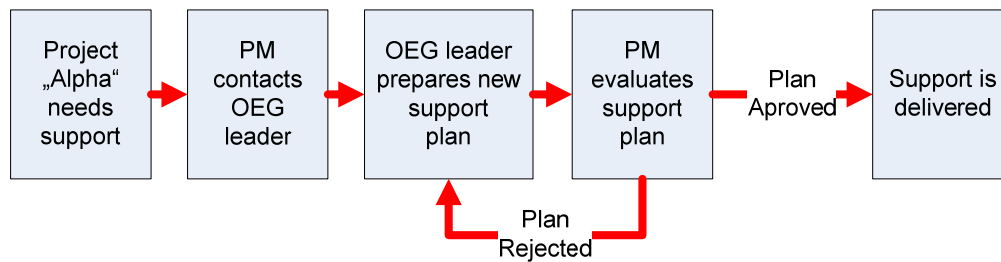 Project
„Alpha“
needs
support
PM
contacts
OEG
leader
OEG leader
prepares new
support
plan
PM
evaluates
support
plan
Plan
Aproved
Support is
delivered
Plan
Rejected